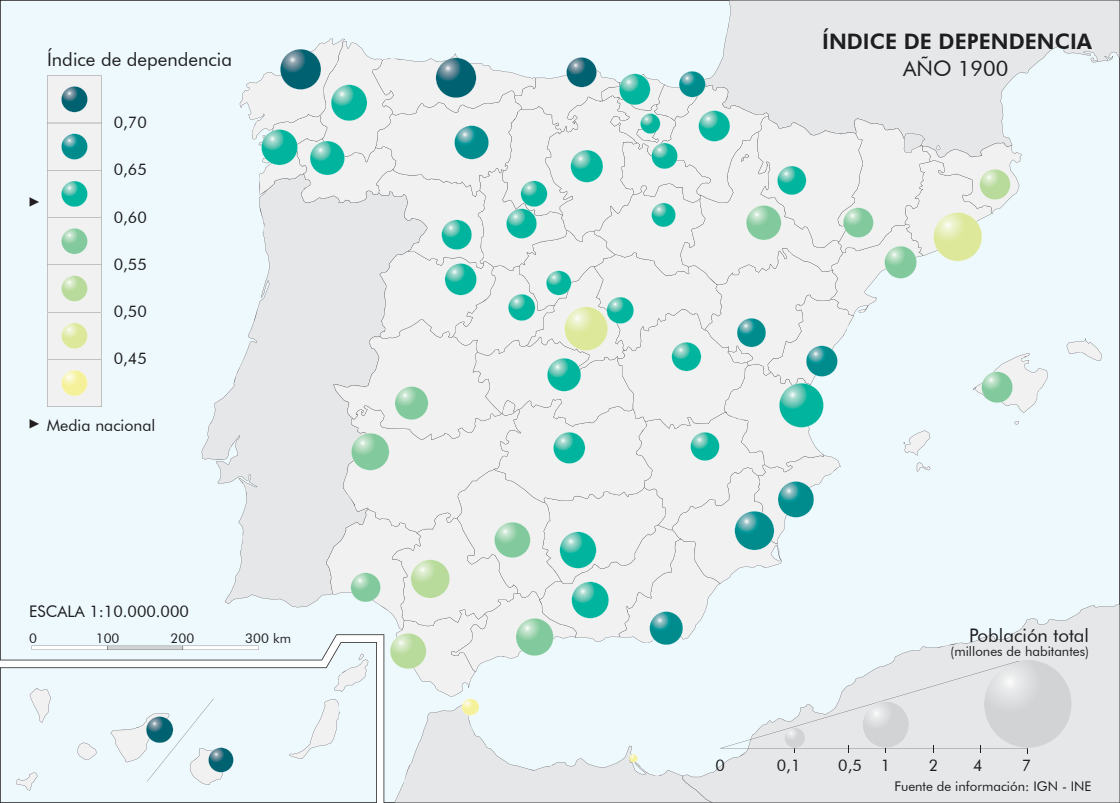 ÍNDICE DE DEPENDENCIA
AÑO 1900
Índice de dependencia
0,70
0,65
0,60
0,55
0,50
0,45
Media nacional
ESCALA 1:10.000.000
0 100 200 300 km
Población total
(millones de habitantes)
0 0,1 0,5 1 2 4 7
Fuente de información: IGN - INE